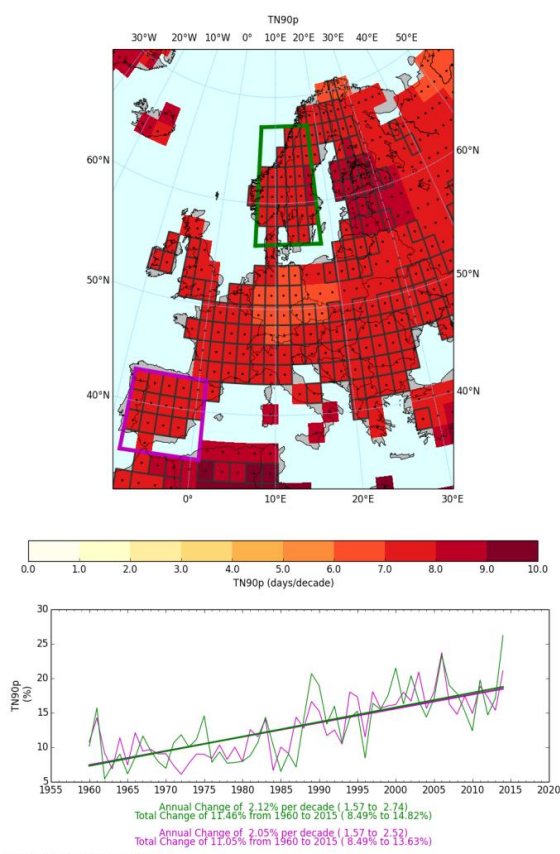 TN90p
30°W 20°W 10°W 0° 10°E 20°E 30°E 40°E 50°E
60°N 60°N
50°N 50°N
40°N 40°N
0° 10°E 20°E 30°E
0.0 1.0 2.0 3.0 4.0 5.0 6.0 7.0 8.0 9.0 10.0
TN90p (days/decade)
30
25
20
15
10
5
TN90p
(%)
1955 1960 1965 1970 1975 1980 1985 1990 1995 2000 2005 2010 2015 2020
Annual Change of 2.12% per decade ( 1.57 to 2.74)
Total Change of 11.46% from 1960 to 2015 ( 8.49% to 14.82%)
Annual Change of 2.05% per decade ( 1.57 to 2.52)
Total Change of 11.05% from 1960 to 2015 ( 8.49% to 13.63%)